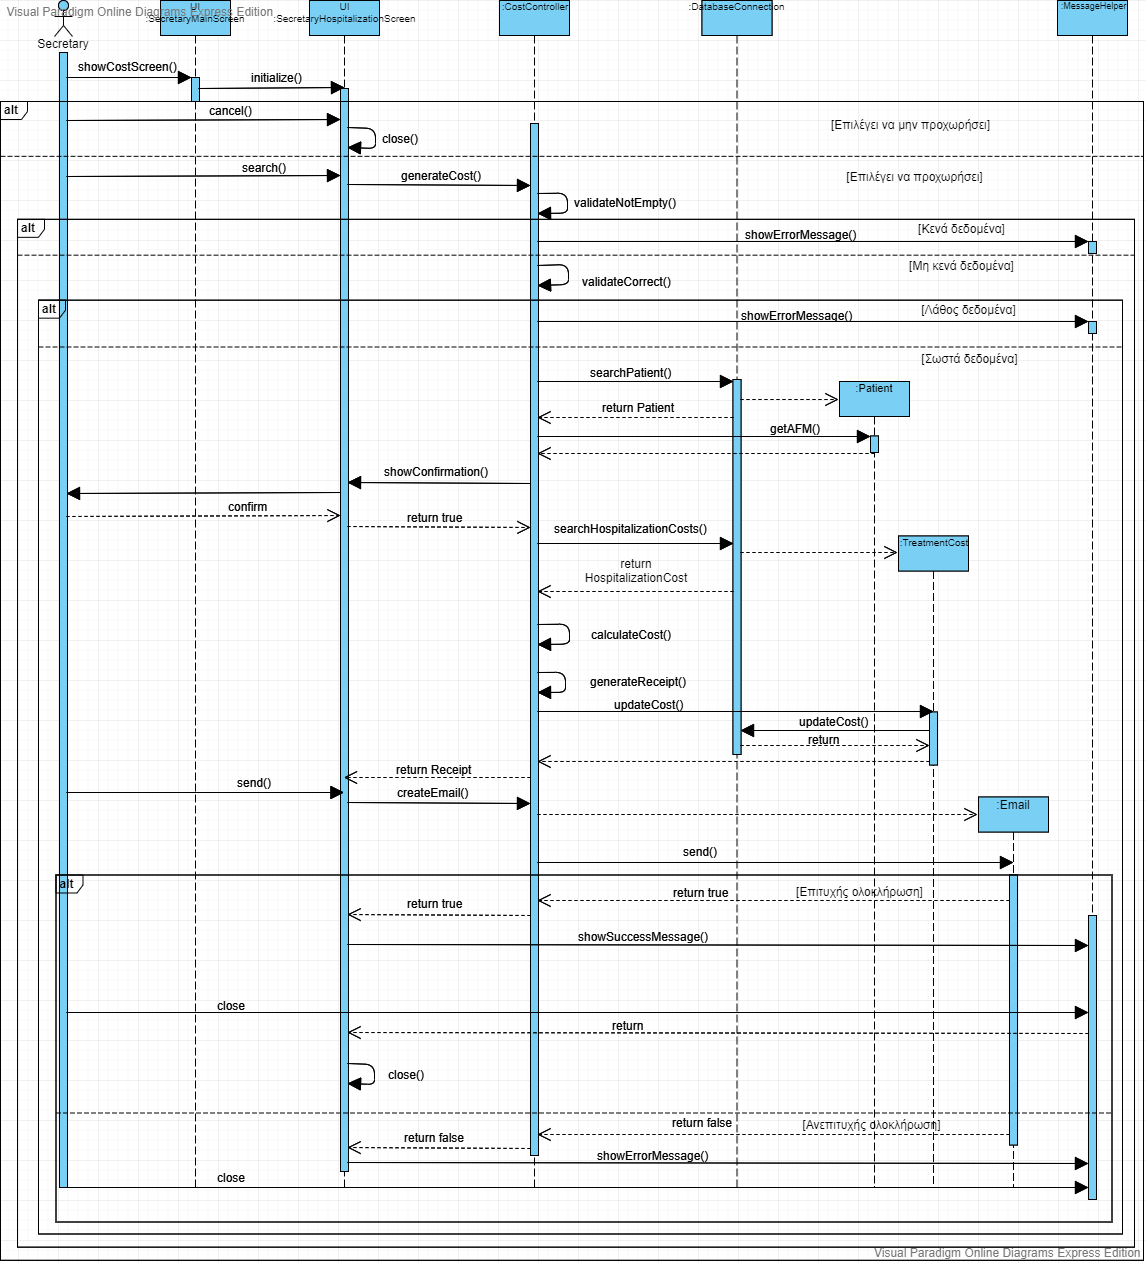 Visual Paradigm Online Diagrams Express Edition
UI
:SecretaryMainScreen
UI
:SecretaryHospitalizationScreen
:CostController
:DatabaseConnection
:MessageHelper
Secretary
showCostScreen()
initialize()
alt
cancel()
[Επιλέγει να μην προχωρήσει]
close()
search()
generateCost()
[Επιλέγει να προχωρήσει]
validateNotEmpty()
alt
[Κενά δεδομένα]
showErrorMessage()
[Μη κενά δεδομένα]
validateCorrect()
alt
[Λάθος δεδομένα]
showErrorMessage()
[Σωστά δεδομένα]
searchPatient()
:Patient
return Patient
getAFM()
showConfirmation()
confirm
return true
searchHospitalizationCosts()
:TreatmentCost
return
HospitalizationCost
calculateCost()
generateReceipt()
updateCost()
updateCost()
return
return Receipt
send()
createEmail()
:Email
send()
alt
return true
[Επιτυχής ολοκλήρωση]
return true
showSuccessMessage()
close
return
close()
return false
[Ανεπιτυχής ολοκλήρωση]
return false
showErrorMessage()
close
Visual Paradigm Online Diagrams Express Edition